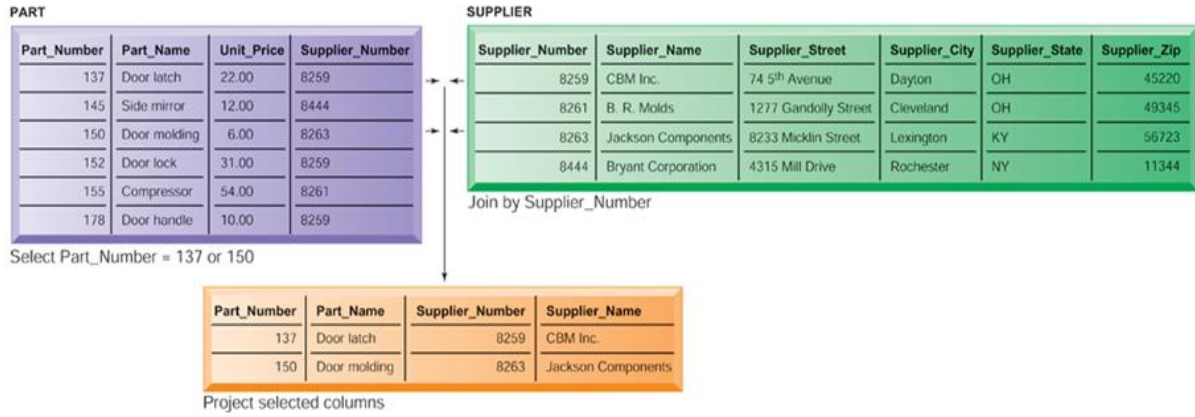 PART
Part_Number Part_Name Unit_Price Supplier_Number
137 Door latch 22.00 8259
145 Side mirror 12.00 8444
150 Door molding 6.00 8263
152 Door lock 31.00 8259
155 Compressor 54.00 8261
178 Door handle 10.00 8259
Select Part_Number = 137 or 150
SUPPLIER
Supplier_Number Supplier_Name Supplier_Street Supplier_City Supplier_State Supplier_Zip
8259 CBM Inc. 74 5th Avenue Dayton OH 45220
8261 B. R. Molds 1277 Gandolly Street Cleveland OH 49345
8263 Jackson Components 8233 Micklin Street Lexington KY 56723
8444 Bryant Corporation 4315 Mill Drive Rochester NY 11344
Join by Supplier_Number
Part_Number Part_Name Supplier_Number Supplier_Name
137 Door latch 8259 CBM Inc.
150 Door molding 8263 Jackson Components
Project selected columns